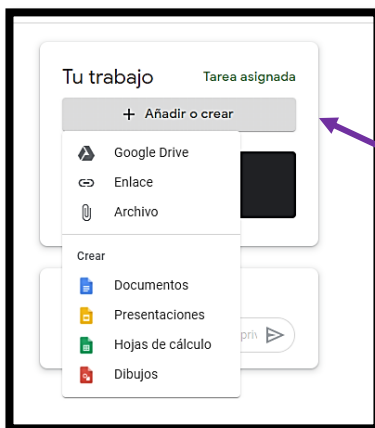 Tu trabajo Tarea asignada
+ Añadir o crear
Google Drive
Enlace
Archivo
Crear
Documentos
Presentaciones
Hojas de cálculo
Dibujos